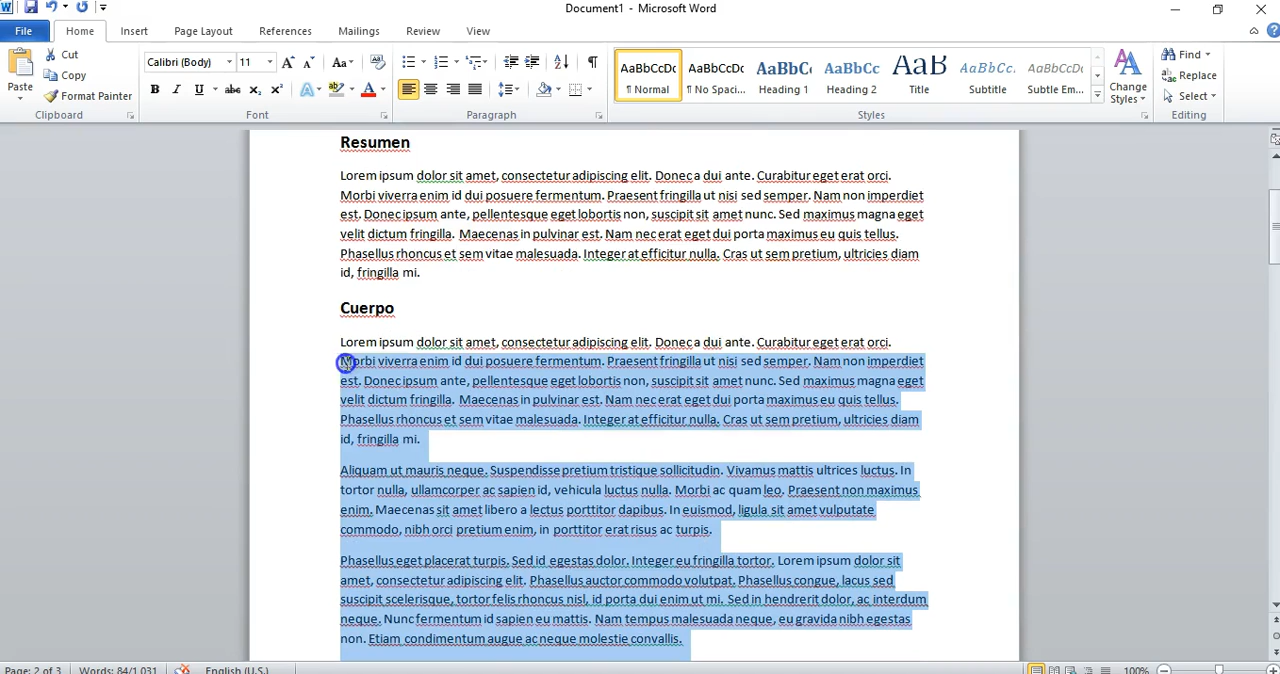 Document1 - Microsoft Word
File Home Insert Page Layout References Mailings Review View
Paste
Cut
Copy
Format Painter
Clipboard
Calibri (Body) 11
Font
Paragraph
AaBbCcDc AaBbCcDc AaBbC AaBbCc AaB AaBbCc. AaBbCcDc
¶ Normal ¶ No Spaci... Heading 1 Heading 2 Title Subtitle Subtle Em...
Change
Styles
Styles
Find
Replace
Select
Editing
Resumen
Lorem ipsum dolor sit amet, consectetur adipiscing elit. Donec a dui ante. Curabitur eget erat orci.
Morbi viverra enim id dui posuere fermentum. Praesent fringilla ut nisi sed semper. Nam non imperdiet
est. Donec ipsum ante, pellentesque eget lobortis non, suscipit sit amet nunc. Sed maximus magna eget
velit dictum fringilla. Maecenas in pulvinar est. Nam nec erat eget dui porta maximus eu quis tellus.
Phasellus rhoncus et sem vitae malesuada. Integer at efficitur nulla. Cras ut sem pretium, ultricies diam
id, fringilla mi.
Cuerpo
Lorem ipsum dolor sit amet, consectetur adipiscing elit. Donec a dui ante. Curabitur eget erat orci.
Morbi viverra enim id dui posuere fermentum. Praesent fringilla ut nisi sed semper. Nam non imperdiet
est. Donec ipsum ante, pellentesque eget lobortis non, suscipit sit amet nunc. Sed maximus magna eget
velit dictum fringilla. Maecenas in pulvinar est. Nam nec erat eget dui porta maximus eu quis tellus.
Phasellus rhoncus et sem vitae malesuada. Integer at efficitur nulla. Cras ut sem pretium, ultricies diam
id, fringilla mi.
Aliquam ut mauris neque. Suspendisse pretium tristique sollicitudin. Vivamus mattis ultrices luctus. In
tortor nulla, ullamcorper ac sapien id, vehicula luctus nulla. Morbi ac quam leo. Praesent non maximus
enim. Maecenas sit amet libero a lectus porttitor dapibus. In euismod, ligula sit amet vulputate
commodo, nibh orci pretium enim, in porttitor erat risus ac turpis.
Phasellus eget placerat turpis. Sed id egestas dolor. Integer eu fringilla tortor. Lorem ipsum dolor sit
amet, consectetur adipiscing elit. Phasellus auctor commodo volutpat. Phasellus congue, lacus sed
suscipit scelerisque, tortor felis rhoncus nisl, id porta dui enim ut mi. Sed in hendrerit dolor, ac interdum
neque. Nunc fermentum id sapien eu mattis. Nam tempus malesuada neque, eu gravida nibh egestas
non. Etiam condimentum augue ac neque molestie convallis.
Page: 2 of 3 Words: 84/1.031 English (U.S.) 100%